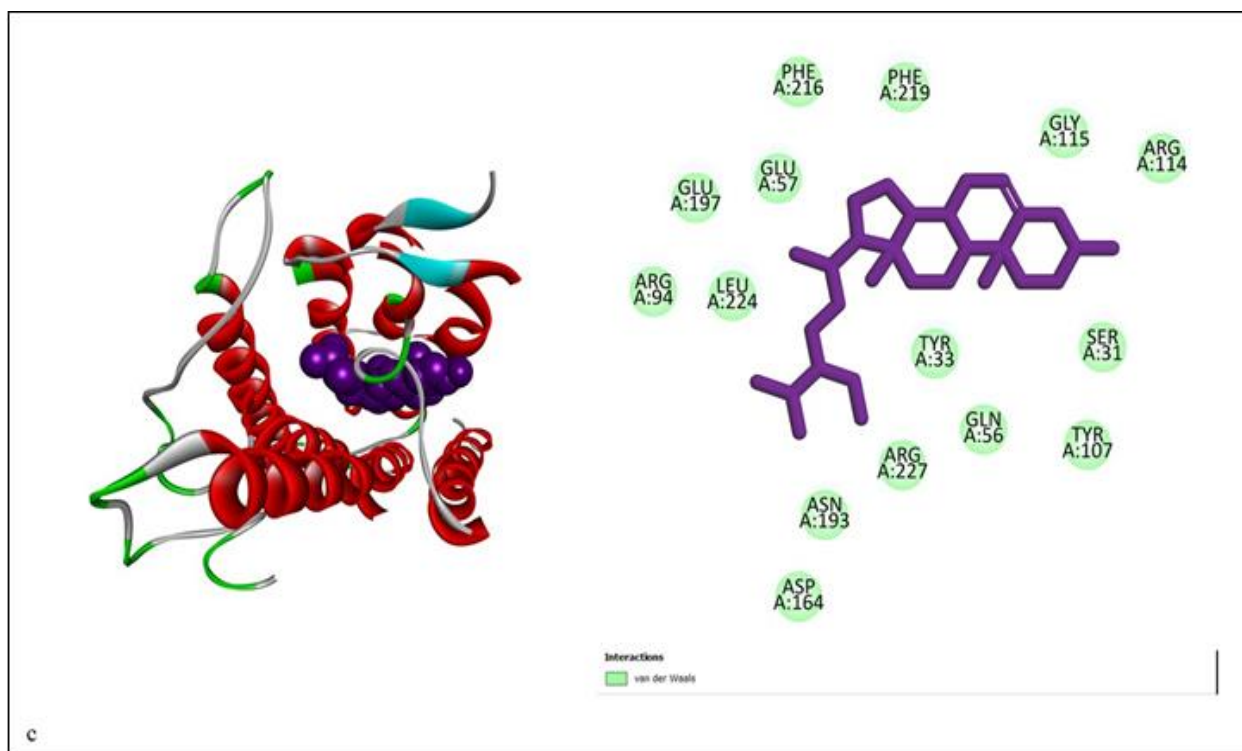 PHE
A:216
PHE
A:219
GLY
A:115
ARG
A:114
GLU
A:57
GLU
A:197
ARG
A:94
LEU
A:224
TYR
A:33
SER
A:31
GLN
A:56
TYR
A:107
ARG
A:227
ASN
A:193
ASP
A:164
Interactions
van der Waals
c